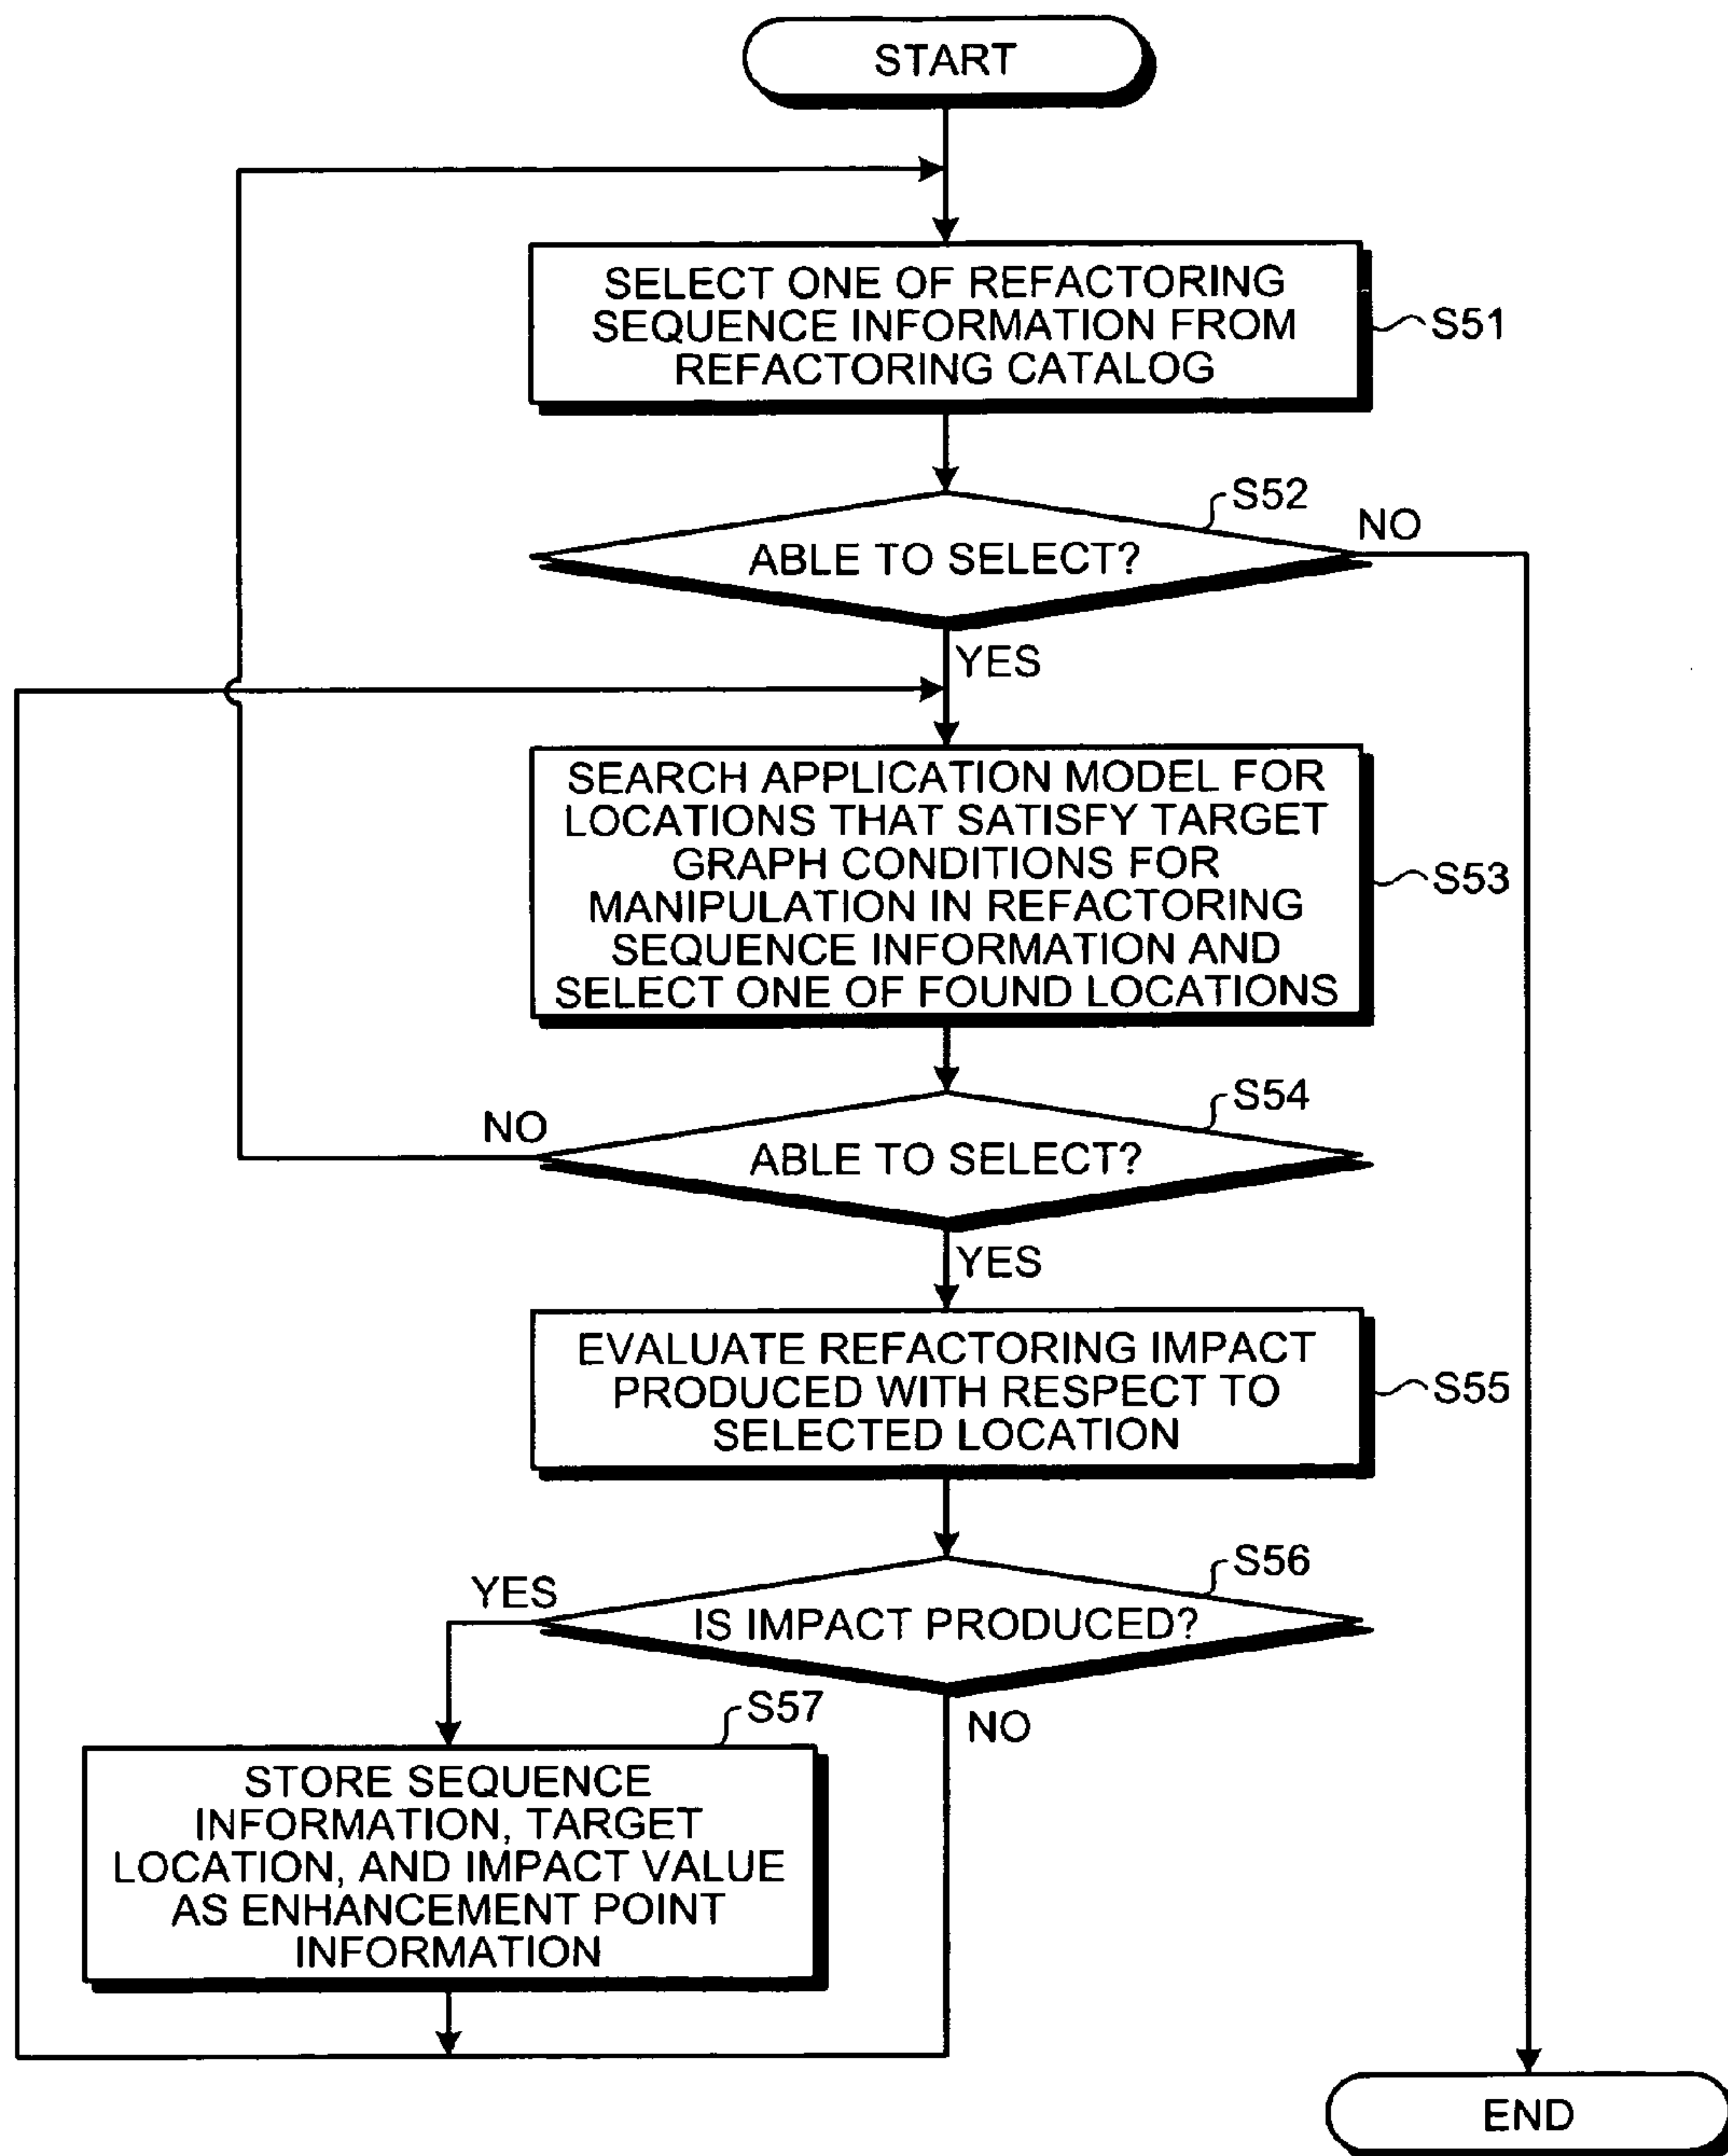 START
SELECT ONE OF REFACTORING
SEQUENCE INFORMATION FROM
REFACTORING CATALOG
S51
S52
ABLE TO SELECT?
NO
YES
SEARCH APPLICATION MODEL FOR
LOCATIONS THAT SATISFY TARGET
GRAPH CONDITIONS FOR
MANIPULATION IN REFACTORING
SEQUENCE INFORMATION AND
SELECT ONE OF FOUND LOCATIONS
S53
S54
NO
ABLE TO SELECT?
YES
EVALUATE REFACTORING IMPACT
PRODUCED WITH RESPECT TO
SELECTED LOCATION
S55
S56
YES
IS IMPACT PRODUCED?
NO
S57
STORE SEQUENCE
INFORMATION, TARGET
LOCATION, AND IMPACT VALUE
AS ENHANCEMENT POINT
INFORMATION
END